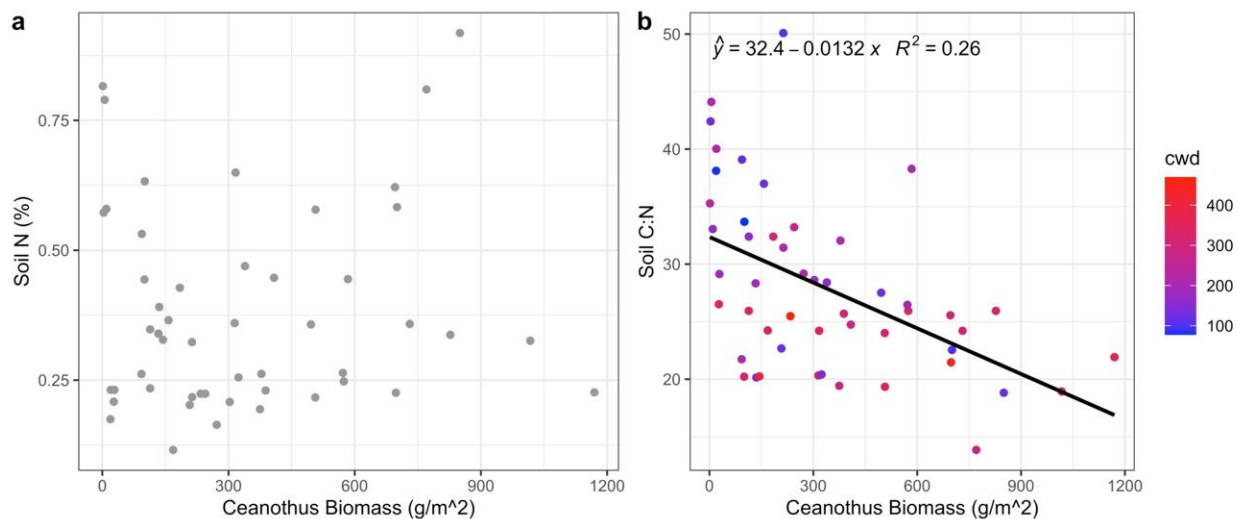 a
0.75
0.50
0.25
Soil N (%)
0 300 600 900 1200
Ceanothus Biomass (g/m^2)
b
ŷ = 32.4 – 0.0132 x R² = 0.26
50
40
30
20
Soil C:N
0 300 600 900 1200
Ceanothus Biomass (g/m^2)
cwd
400
300
200
100